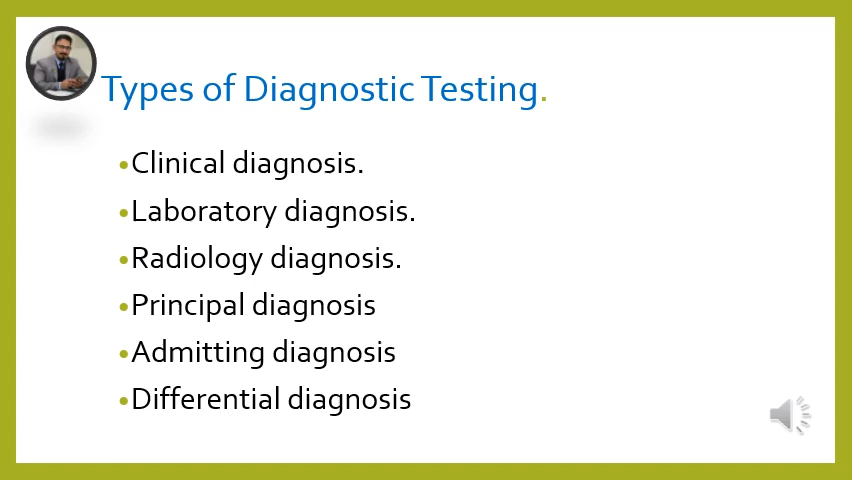 Types of Diagnostic Testing.
•Clinical diagnosis.
•Laboratory diagnosis.
•Radiology diagnosis.
•Principal diagnosis
•Admitting diagnosis
•Differential diagnosis